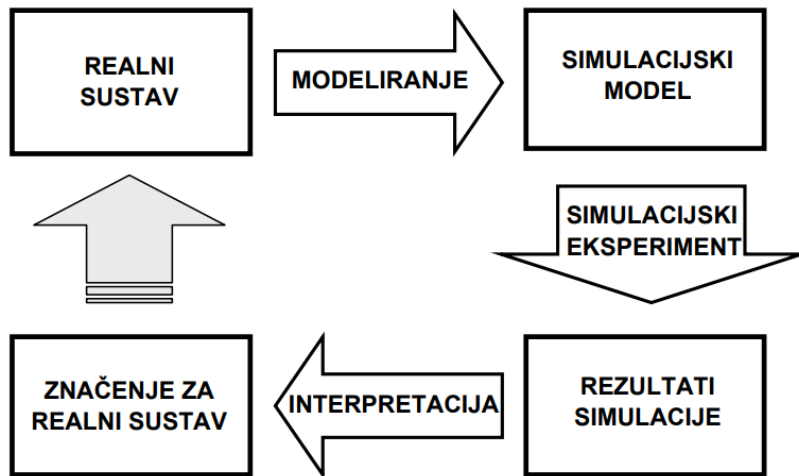 REALNI
SUSTAV
MODELIRANJE
SIMULACIJSKI
MODEL
SIMULACIJSKI
EKSPERIMENT
ZNAČENJE ZA
REALNI SUSTAV
INTERPRETACIJA
REZULTATI
SIMULACIJE